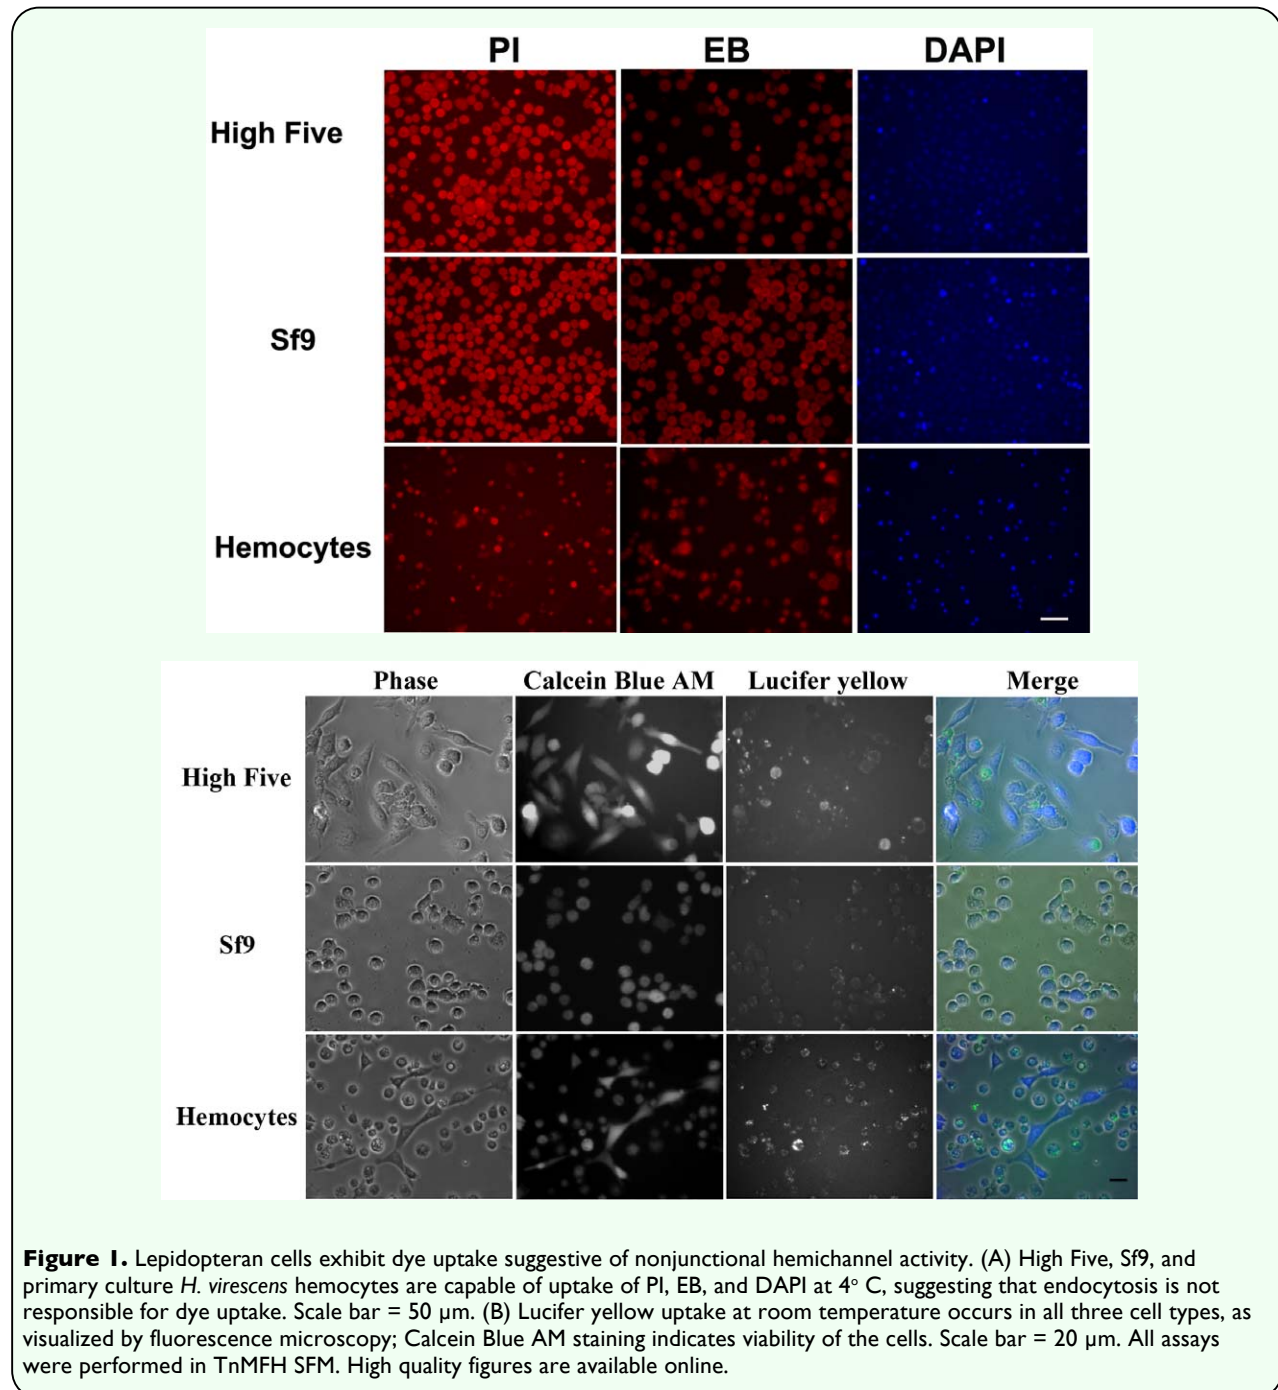 PI EB DAPI
High Five
Sf9
Hemocytes
Phase Calcein Blue AM Lucifer yellow Merge
High Five
Sf9
Hemocytes
Figure 1. Lepidopteran cells exhibit dye uptake suggestive of nonjunctional hemichannel activity. (A) High Five, Sf9, and
primary culture H. virescens hemocytes are capable of uptake of PI, EB, and DAPI at 4° C, suggesting that endocytosis is not
responsible for dye uptake. Scale bar = 50 µm. (B) Lucifer yellow uptake at room temperature occurs in all three cell types, as
visualized by fluorescence microscopy; Calcein Blue AM staining indicates viability of the cells. Scale bar = 20 µm. All assays
were performed in TnMFH SFM. High quality figures are available online.